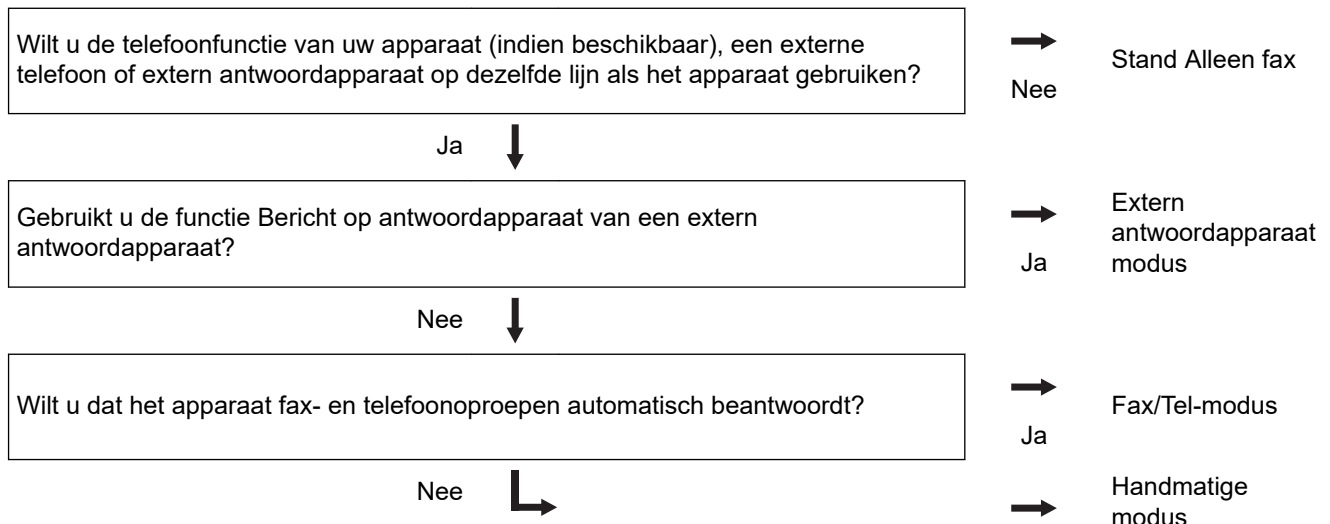 Wilt u de telefoonfunctie van uw apparaat (indien beschikbaar), een externe
telefoon of extern antwoordapparaat op dezelfde lijn als het apparaat gebruiken?
Nee
Stand Alleen fax
Ja
Gebruikt u de functie Bericht op antwoordapparaat van een extern
antwoordapparaat?
Ja
Extern
antwoordapparaat
modus
Nee
Wilt u dat het apparaat fax- en telefoonoproepen automatisch beantwoordt?
Ja
Fax/Tel-modus
Nee
Handmatige
modus